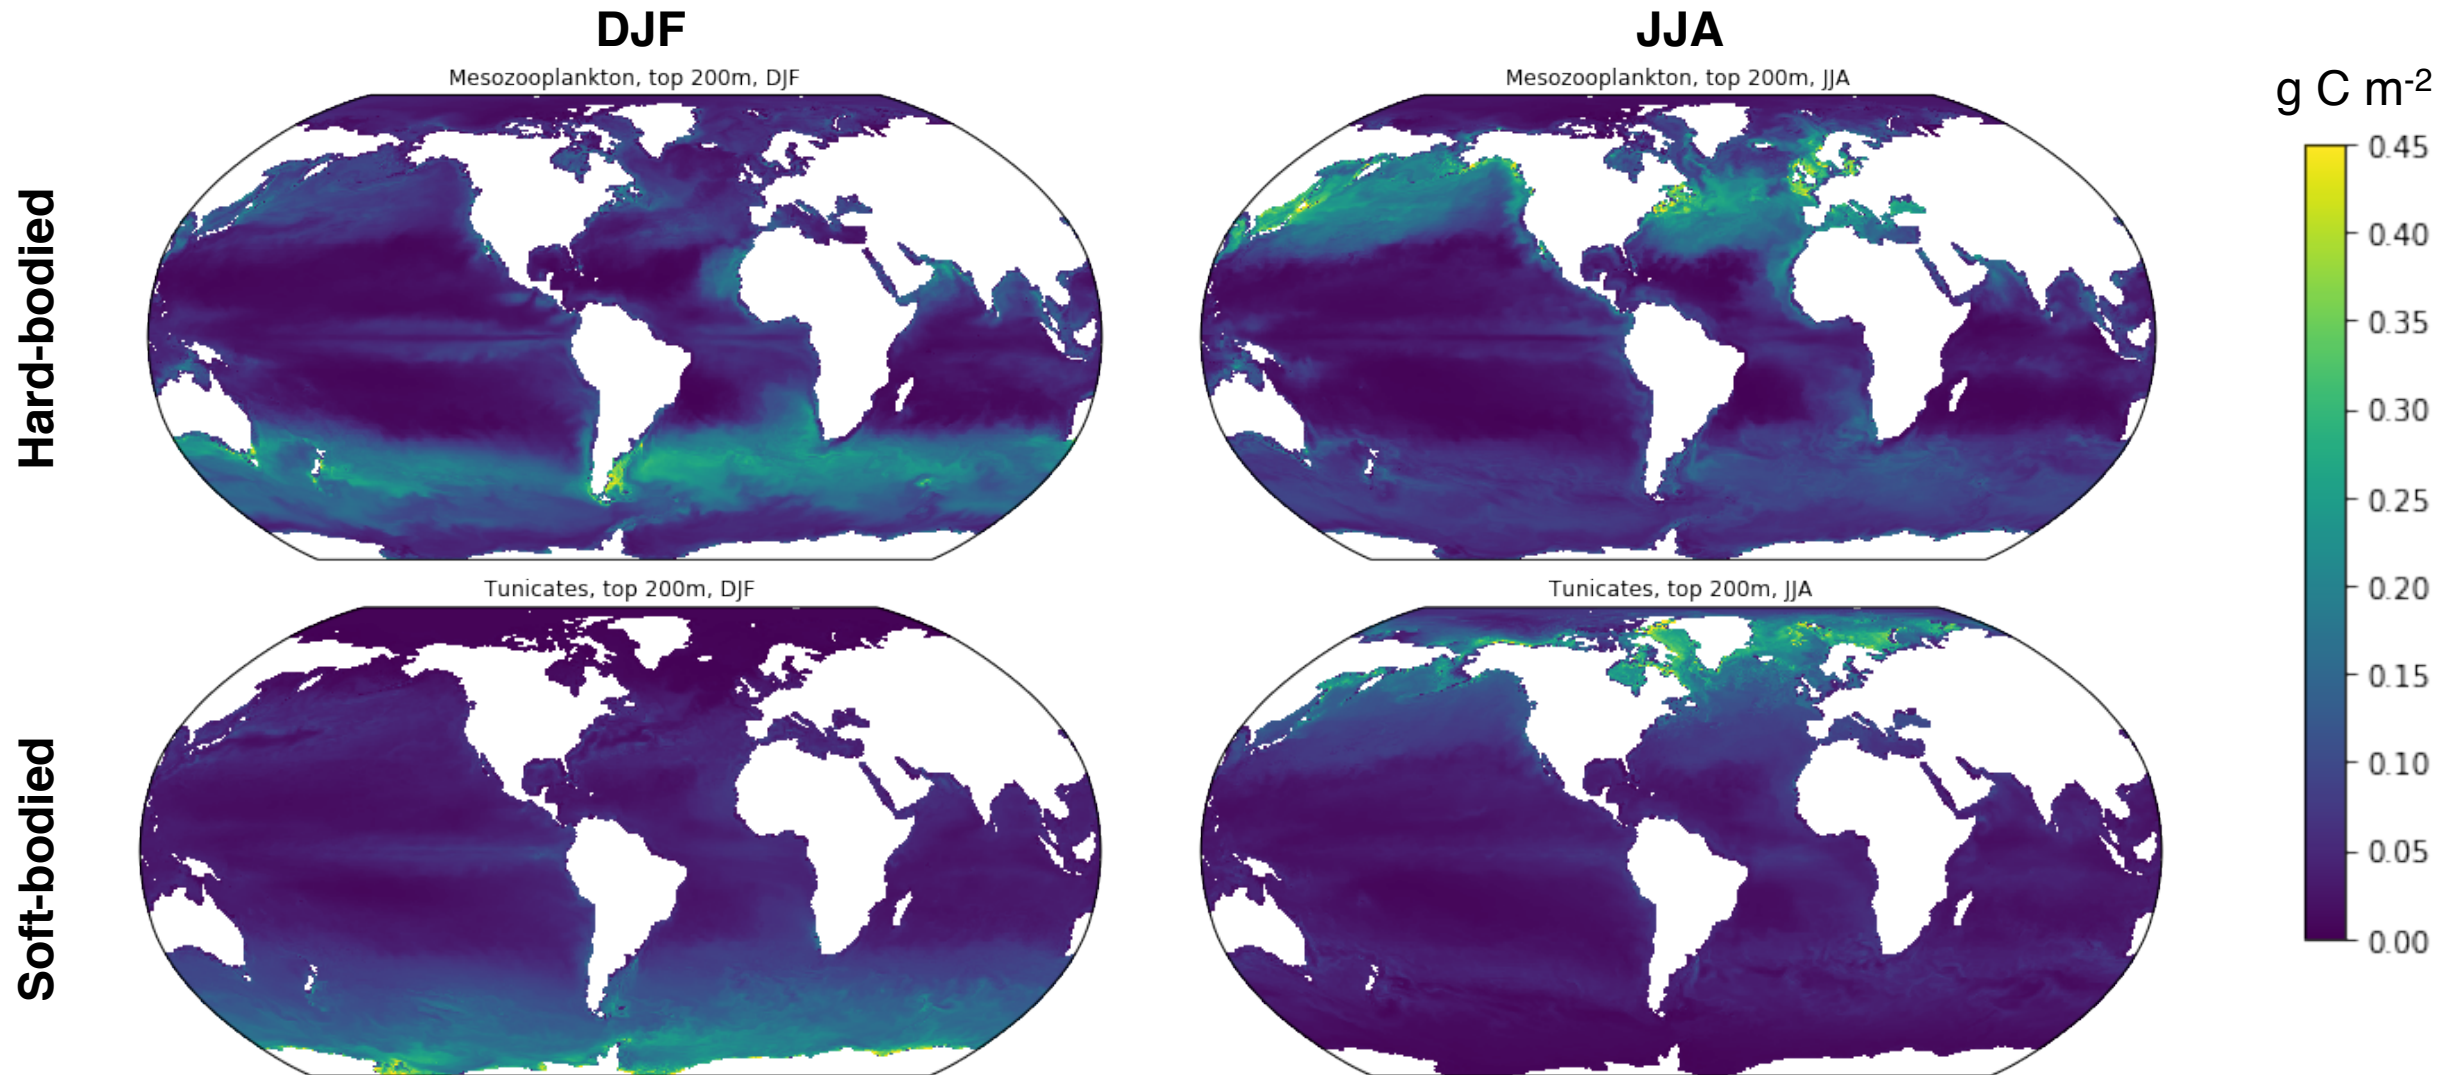 DJF
JJA
Mesozooplankton, top 200m, DJF
Mesozooplankton, top 200m, JJA
g C m-2
Hard-bodied
0.45
0.40
0.35
0.30
0.25
0.20
0.15
0.10
0.05
0.00
Tunicates, top 200m, DJF
Tunicates, top 200m, JJA
Soft-bodied